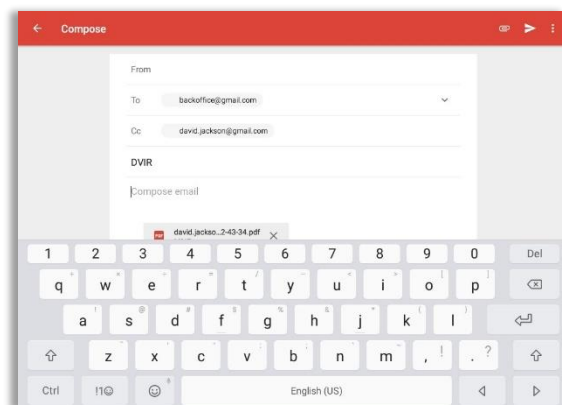 Compose
From
To backoffice@gmail.com
Cc david.jackson@gmail.com
DVIR
Compose email
PDF david.jackso...2-43-34.pdf
1 2 3 4 5 6 7 8 9 0 Del
q w e r t y u i o p
a s d f g h j k l
z x c v b n m , ! . ?
Ctrl !1☺ English (US)